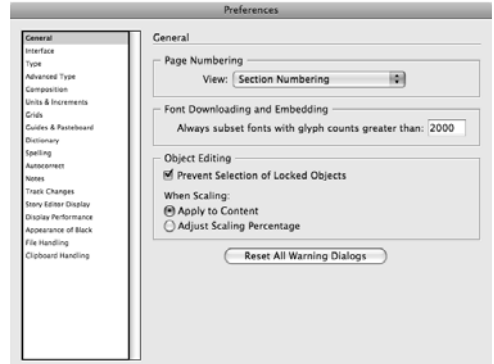 Preferences
General
Interface
Type
Advanced Type
Composition
Units & Increments
Grids
Guides & Pasteboard
Dictionary
Spelling
Autocorrect
Notes
Track Changes
Story Editor Display
Display Performance
Appearance of Black
File Handling
Clipboard Handling
General
Page Numbering
View: Section Numbering
Font Downloading and Embedding
Always subset fonts with glyph counts greater than: 2000
Object Editing
Prevent Selection of Locked Objects
When Scaling:
Apply to Content
Adjust Scaling Percentage
Reset All Warning Dialogs